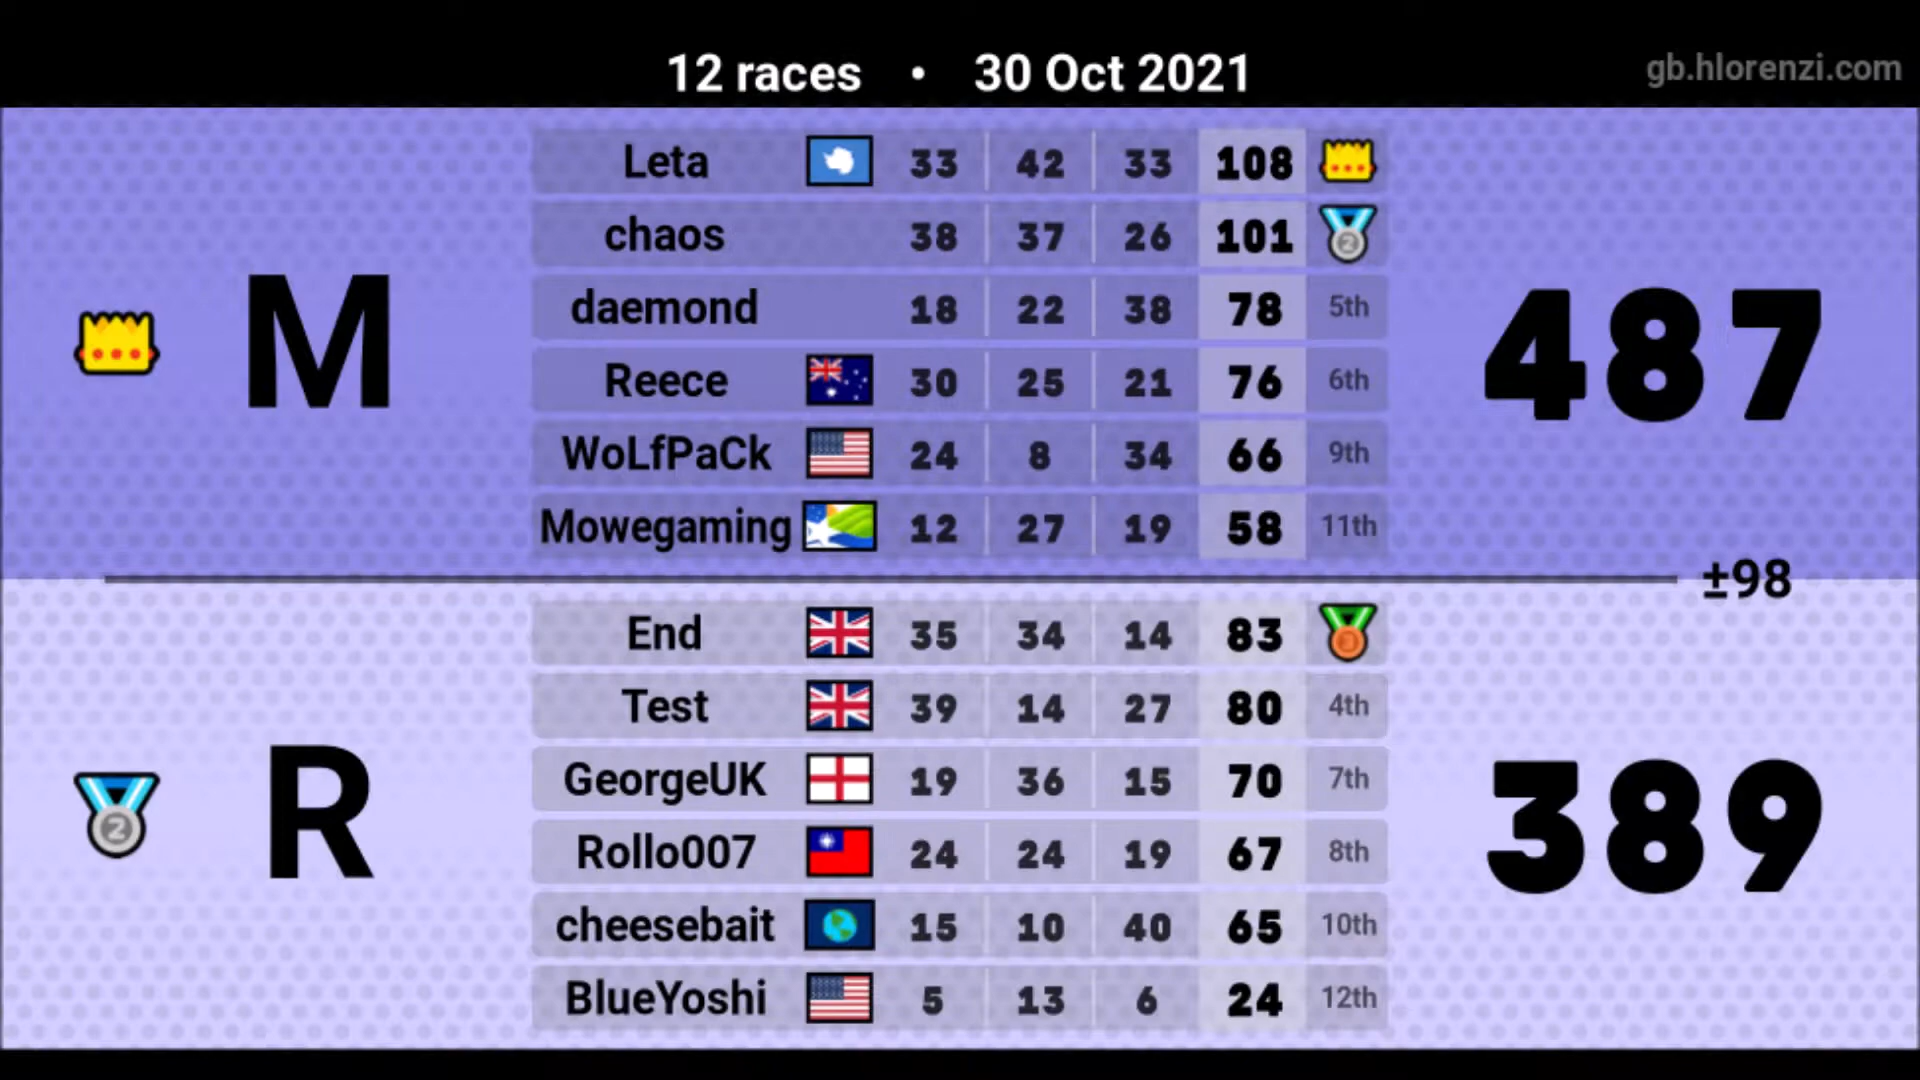 12 races • 30 Oct 2021
gb.hlorenzi.com
Leta 33 42 33 108
chaos 38 37 26 101 2
M
daemond 18 22 38 78 5th
487
Reece 30 25 21 76 6th
WoLfPaCk 24 8 34 66 9th
Mowegaming 12 27 19 58 11th
±98
End 35 34 14 83 3
Test 39 14 27 80 4th
GeorgeUK 19 36 15 70 7th
2
R
389
Rollo007 24 24 19 67 8th
cheesebait 15 10 40 65 10th
BlueYoshi 5 13 6 24 12th